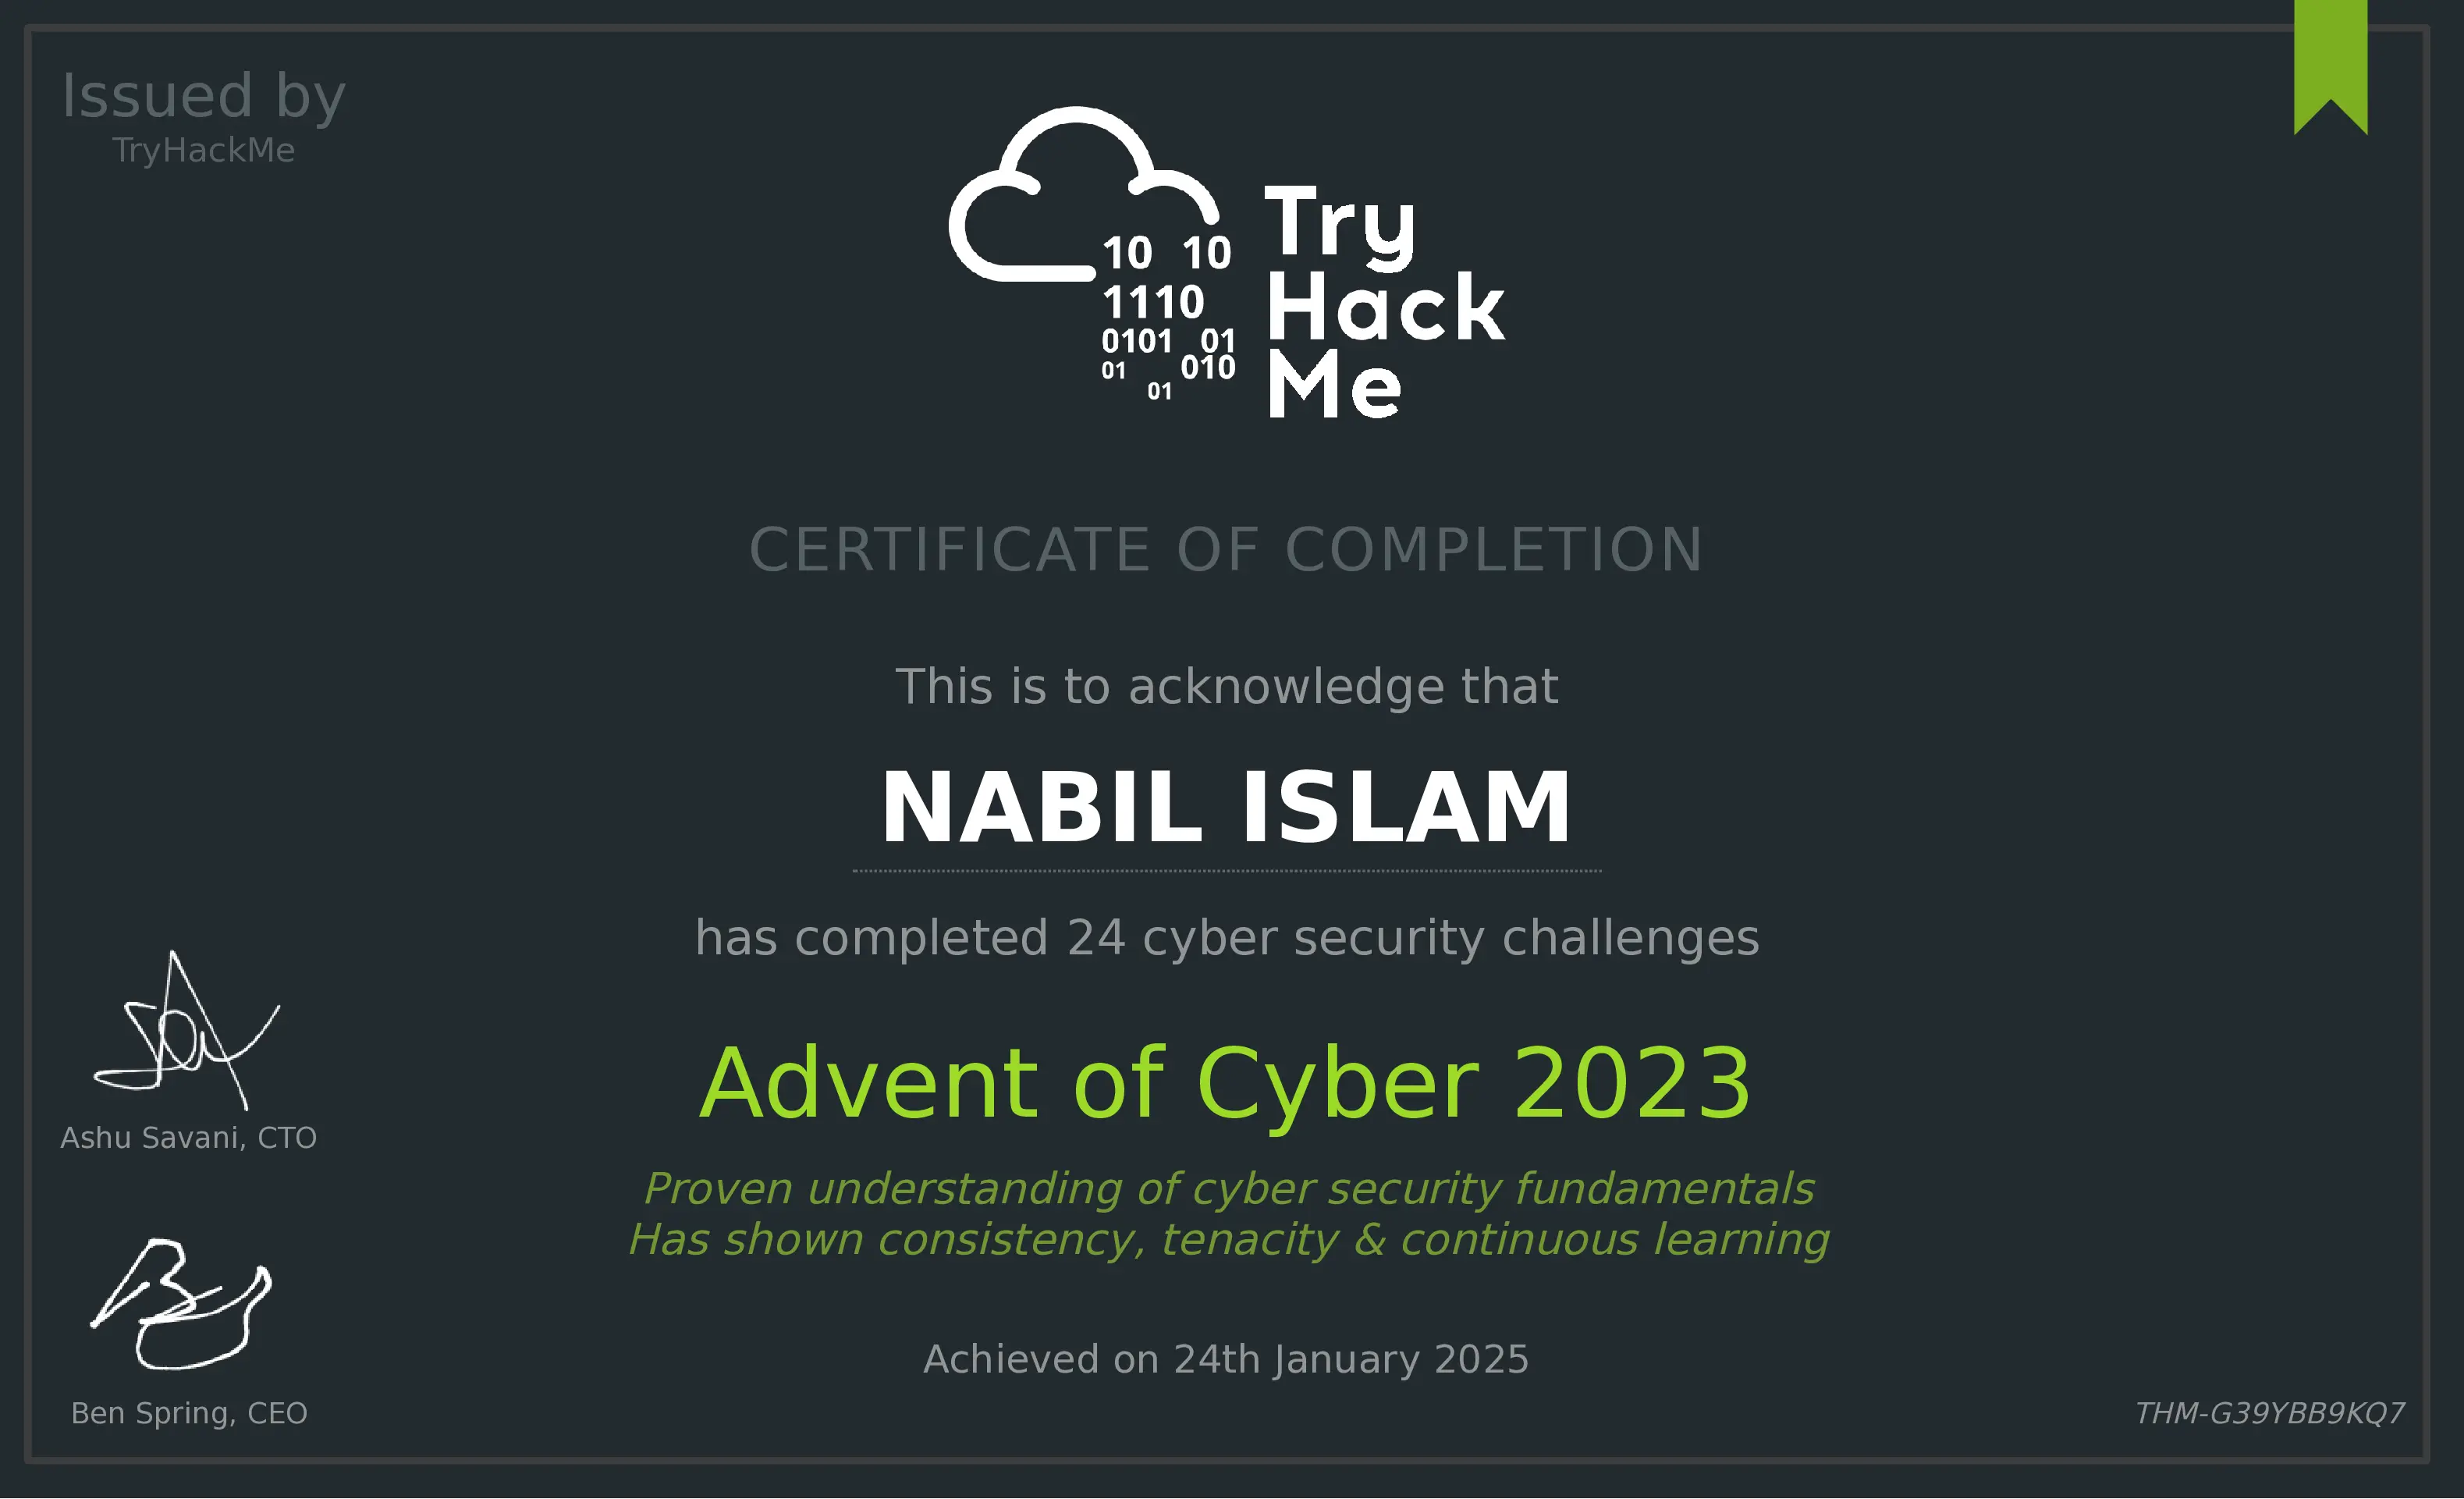 Issued by
TryHackMe
10 10
1110
0101 01
01 010
01
Try
Hack
Me
CERTIFICATE OF COMPLETION
This is to acknowledge that
NABIL ISLAM
has completed 24 cyber security challenges
Advent of Cyber 2023
Proven understanding of cyber security fundamentals
Has shown consistency, tenacity & continuous learning
Achieved on 24th January 2025
Ashu Savani, CTO
Ben Spring, CEO
THM-G39YBB9KQ7